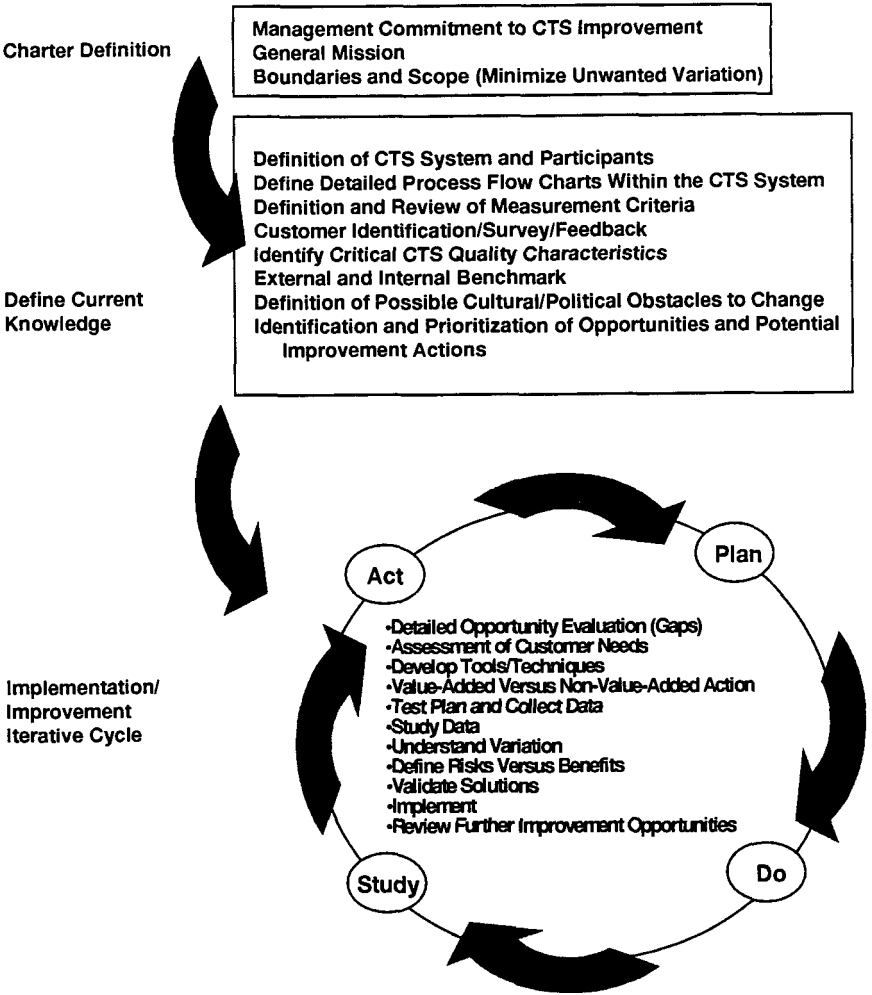 Charter Definition
Management Commitment to CTS Improvement
General Mission
Boundaries and Scope (Minimize Unwanted Variation)
Define Current
Knowledge
Definition of CTS System and Participants
Define Detailed Process Flow Charts Within the CTS System
Definition and Review of Measurement Criteria
Customer Identification/Survey/Feedback
Identify Critical CTS Quality Characteristics
External and Internal Benchmark
Definition of Possible Cultural/Political Obstacles to Change
Identification and Prioritization of Opportunities and Potential
Improvement Actions
Implementation/
Improvement
Iterative Cycle
Act
Plan
Do
Study
•Detailed Opportunity Evaluation (Gaps)
•Assessment of Customer Needs
•Develop Tools/Techniques
•Value-Added Versus Non-Value-Added Action
•Test Plan and Collect Data
•Study Data
•Understand Variation
•Define Risks Versus Benefits
•Validate Solutions
•Implement
•Review Further Improvement Opportunities